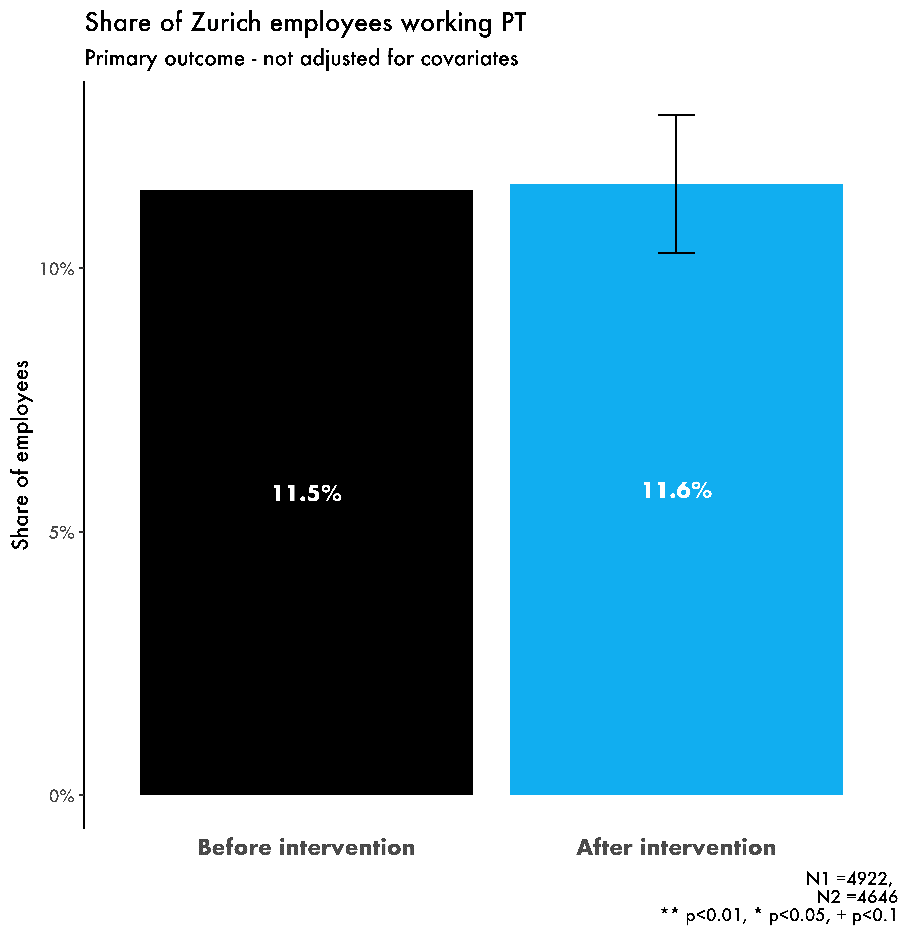 Share of Zurich employees working PT
Primary outcome - not adjusted for covariates
Share of employees
10%
5%
0%
11.5%
11.6%
Before intervention
After intervention
N1 =4922,
N2 =4646
** p<0.01, * p<0.05, + p<0.1